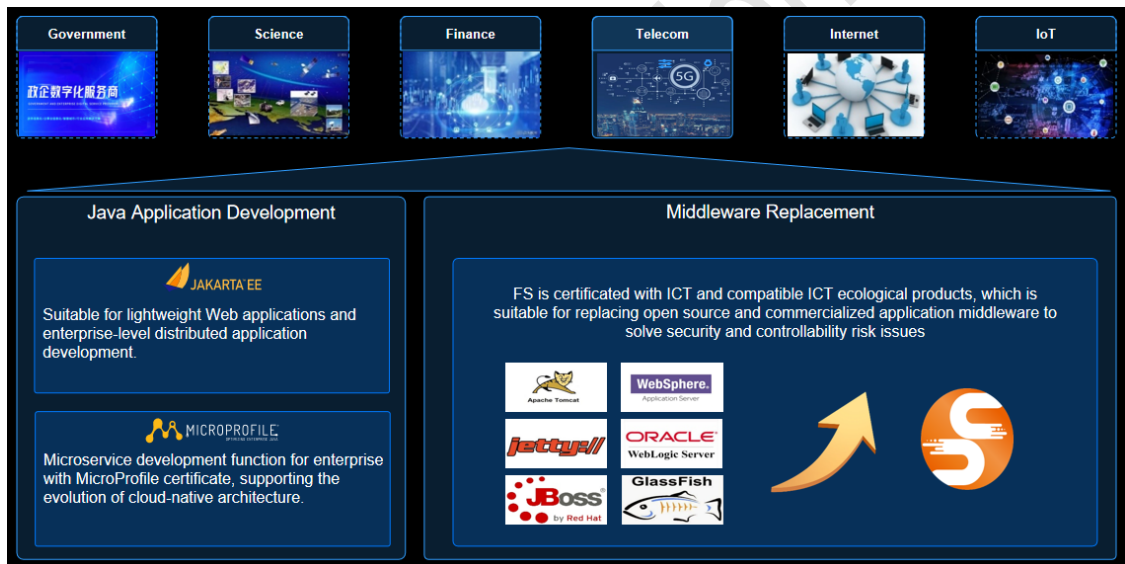 Government
Science
Finance
Telecom
Internet
IoT
政企数字化服务商
5G
Java Application Development
JAKARTA EE
Suitable for lightweight Web applications and
enterprise-level distributed application
development.
MICROPROFILE
Microservice development function for enterprise
with MicroProfile certificate, supporting the
evolution of cloud-native architecture.
Middleware Replacement
FS is certificated with ICT and compatible ICT ecological products, which is
suitable for replacing open source and commercialized application middleware to
solve security and controllability risk issues
Apache Tomcat
WebSphere.
Application Server
jetty://
ORACLE
WebLogic Server
JBoss
by Red Hat
GlassFish